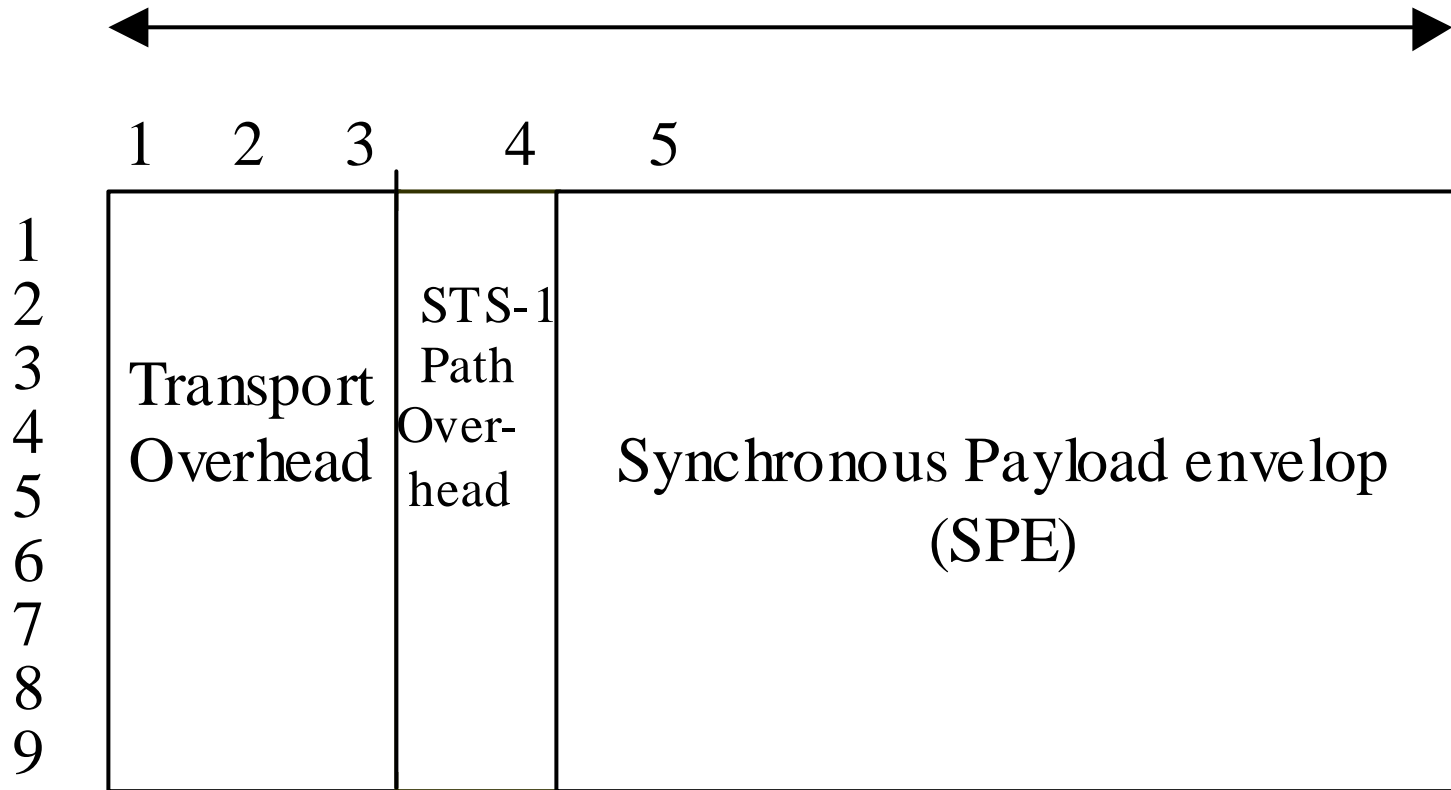 1 2 3 4 5
1
2
3
4
5
6
7
8
9
Transport
Overhead
STS-1
Path
Over-
head
Synchronous Payload envelop
(SPE)